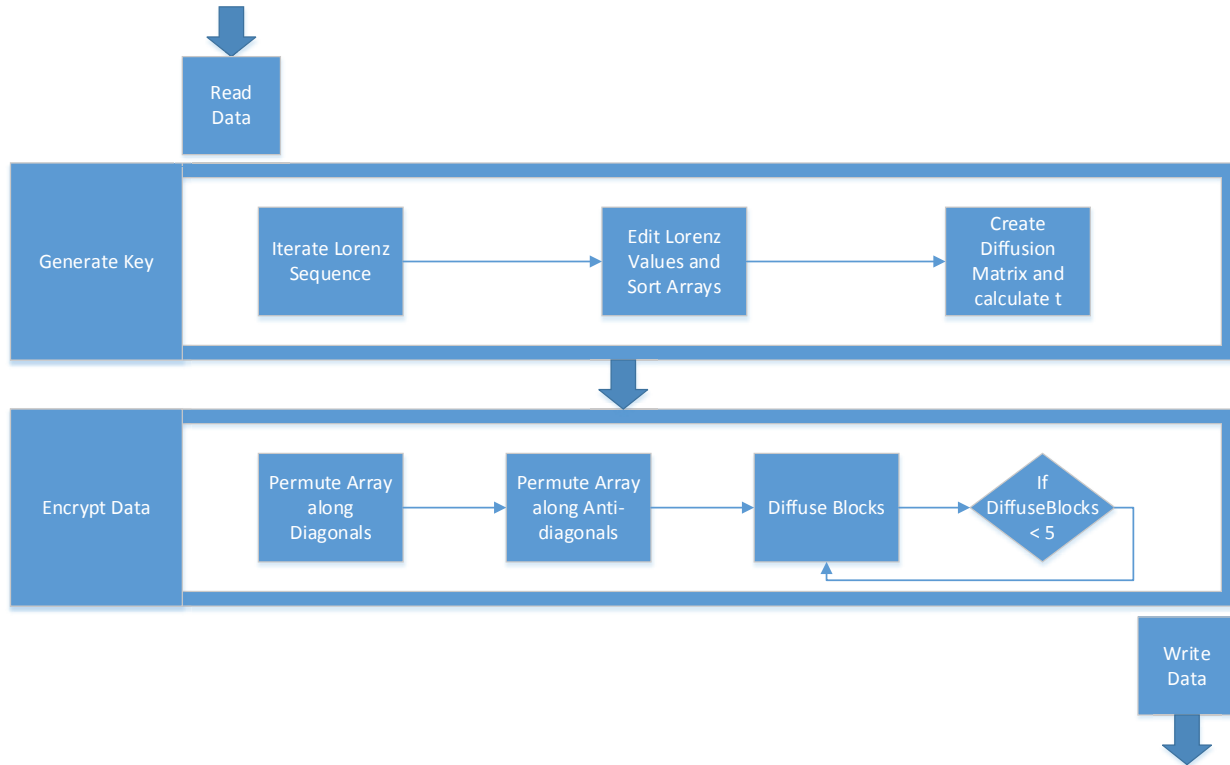 Read
Data
Generate Key
Iterate Lorenz
Sequence
Edit Lorenz
Values and
Sort Arrays
Create
Diffusion
Matrix and
calculate t
Encrypt Data
Permute Array
along
Diagonals
Permute Array
along Anti-
diagonals
Diffuse Blocks
If
DiffuseBlocks
< 5
Write
Data